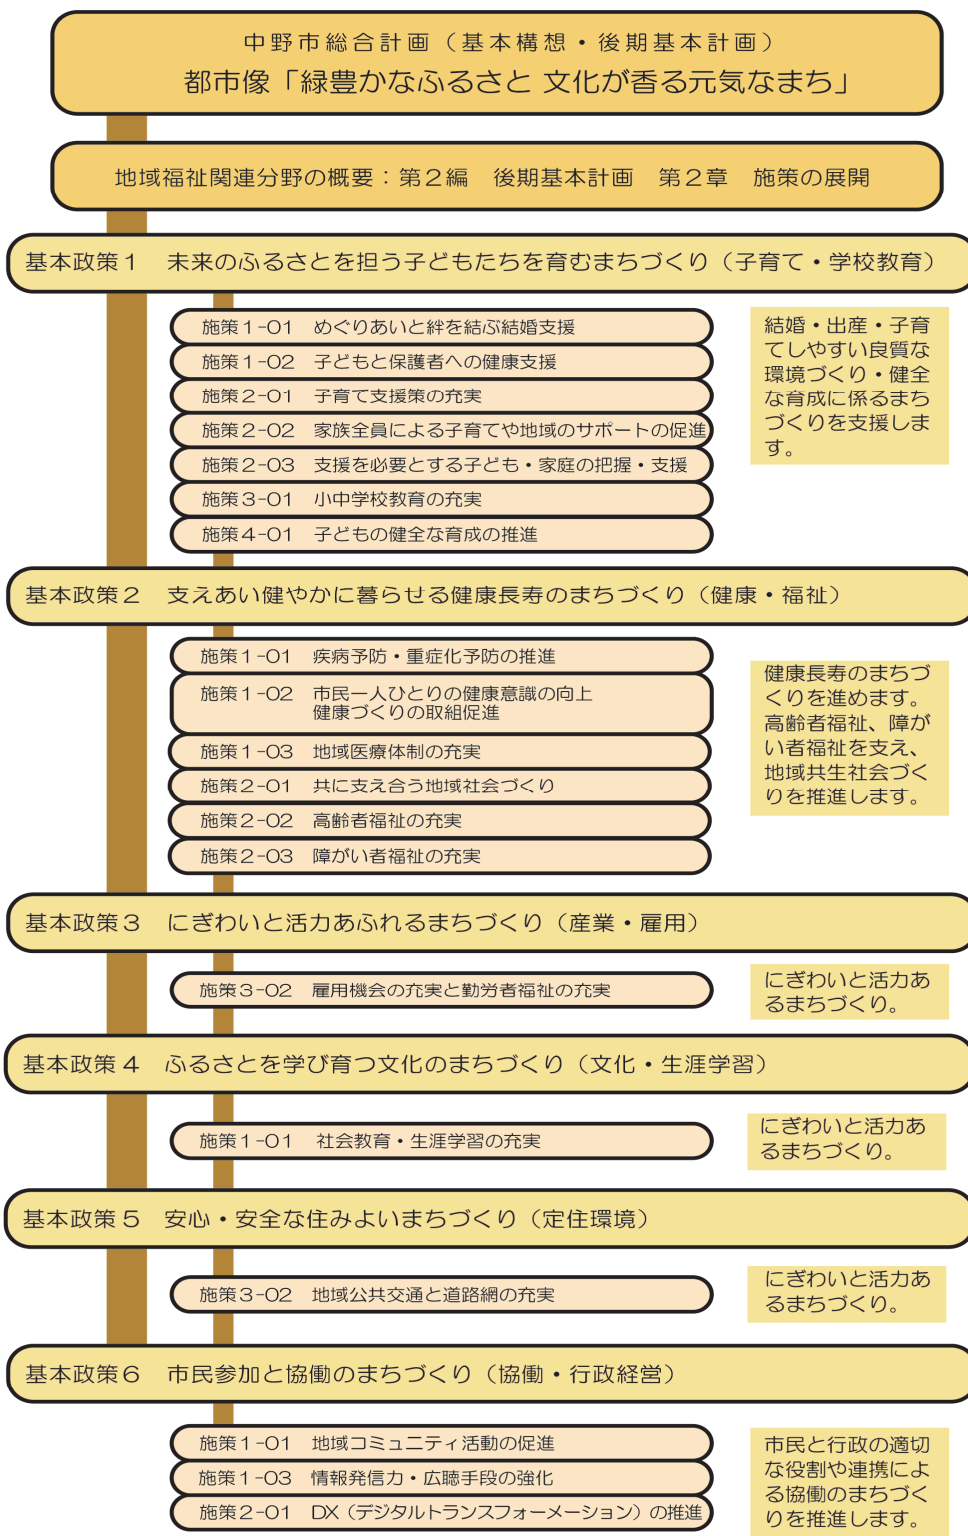 中野市総合計画（基本構想・後期基本計画）
都市像「緑豊かなふるさと 文化が香る元気なまち」
地域福祉関連分野の概要：第２編　後期基本計画　第２章　施策の展開
基本政策１　未来のふるさとを担う子どもたちを育むまちづくり（子育て・学校教育）
施策１-０１　めぐりあいと絆を結ぶ結婚支援
施策１-０２　子どもと保護者への健康支援
施策２-０１　子育て支援策の充実
施策２-０２　家族全員による子育てや地域のサポートの促進
施策２-０３　支援を必要とする子ども・家庭の把握・支援
施策３-０１　小中学校教育の充実
施策４-０１　子どもの健全な育成の推進
結婚・出産・子育
てしやすい良質な
環境づくり・健全
な育成に係るまち
づくりを支援しま
す。
基本政策２　支えあい健やかに暮らせる健康長寿のまちづくり（健康・福祉）
施策１-０１　疾病予防・重症化予防の推進
施策１-０２　市民一人ひとりの健康意識の向上
健康づくりの取組促進
施策１-０３　地域医療体制の充実
施策２-０１　共に支え合う地域社会づくり
施策２-０２　高齢者福祉の充実
施策２-０３　障がい者福祉の充実
健康長寿のまちづ
くりを進めます。
高齢者福祉、障が
い者福祉を支え、
地域共生社会づく
りを推進します。
基本政策３　にぎわいと活力あふれるまちづくり（産業・雇用）
施策３-０２　雇用機会の充実と勤労者福祉の充実
にぎわいと活力あ
るまちづくり。
基本政策４　ふるさとを学び育つ文化のまちづくり（文化・生涯学習）
施策１-０１　社会教育・生涯学習の充実
にぎわいと活力あ
るまちづくり。
基本政策５　安心・安全な住みよいまちづくり（定住環境）
施策３-０２　地域公共交通と道路網の充実
にぎわいと活力あ
るまちづくり。
基本政策６　市民参加と協働のまちづくり（協働・行政経営）
施策１-０１　地域コミュニティ活動の促進
施策１-０３　情報発信力・広聴手段の強化
施策２-０１　DX（デジタルトランスフォーメーション）の推進
市民と行政の適切
な役割や連携によ
る協働のまちづく
りを推進します。